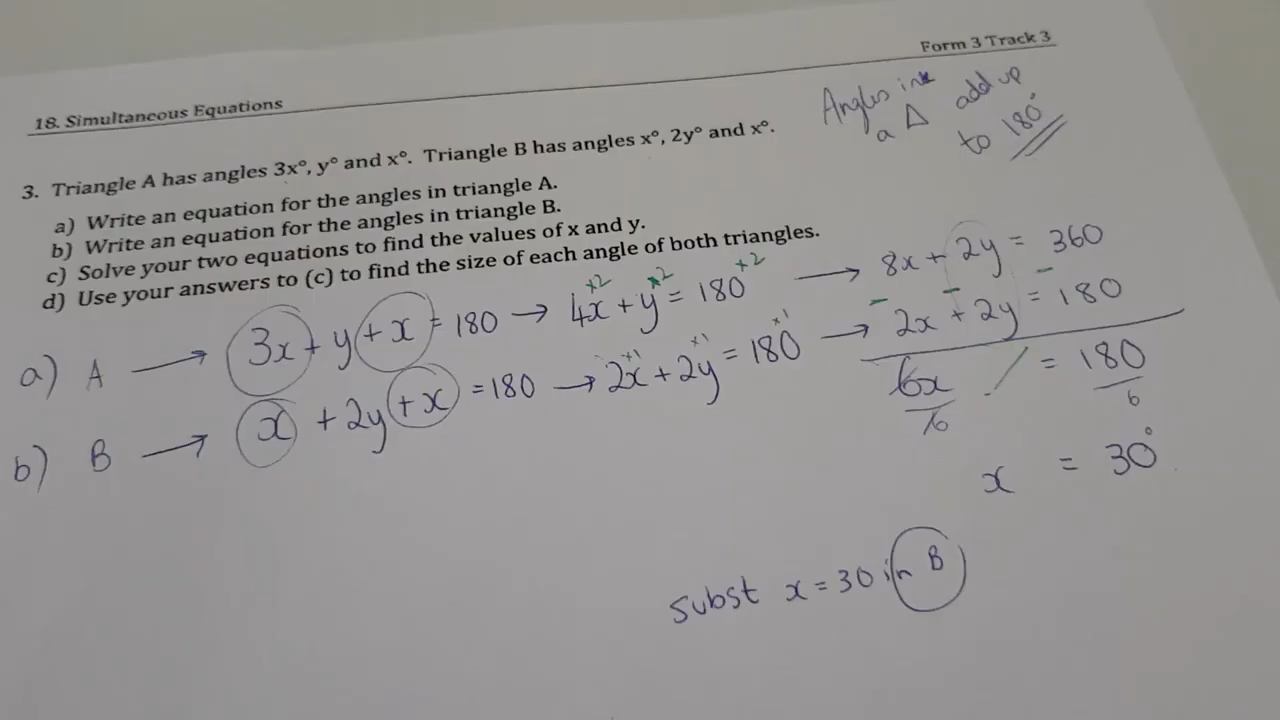 Form 3 Track 3
18. Simultaneous Equations
Angles in
a Δ add up
to 180°
3. Triangle A has angles 3x°, y° and x°. Triangle B has angles x°, 2y° and x°.
a) Write an equation for the angles in triangle A.
b) Write an equation for the angles in triangle B.
c) Solve your two equations to find the values of x and y.
d) Use your answers to (c) to find the size of each angle of both triangles.
×2 ×2 ×2
a) A → 3x + y + x = 180 → 4x + y = 180 → 8x + 2y = 360
×1 ×1 ×1
b) B → x + 2y + x = 180 → 2x + 2y = 180 → 2x + 2y = 180
− − −
6x / = 180
6 6
x = 30°
subst x = 30 in B